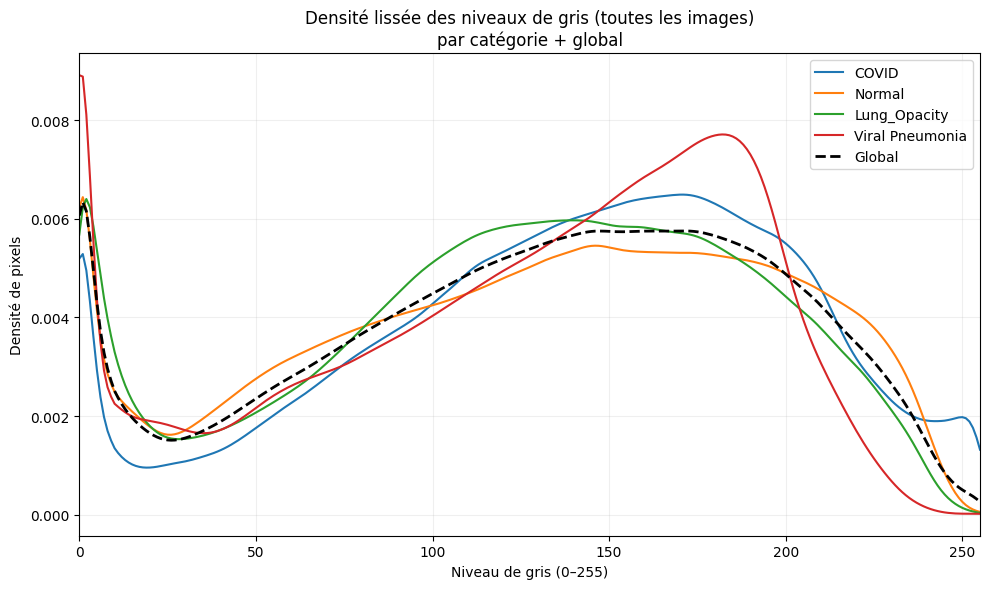 Densité lissée des niveaux de gris (toutes les images)
par catégorie + global
COVID
Normal
Lung_Opacity
Viral Pneumonia
Global
Densité de pixels
0.008
0.006
0.004
0.002
0.000
0
50
100
150
200
250
Niveau de gris (0–255)